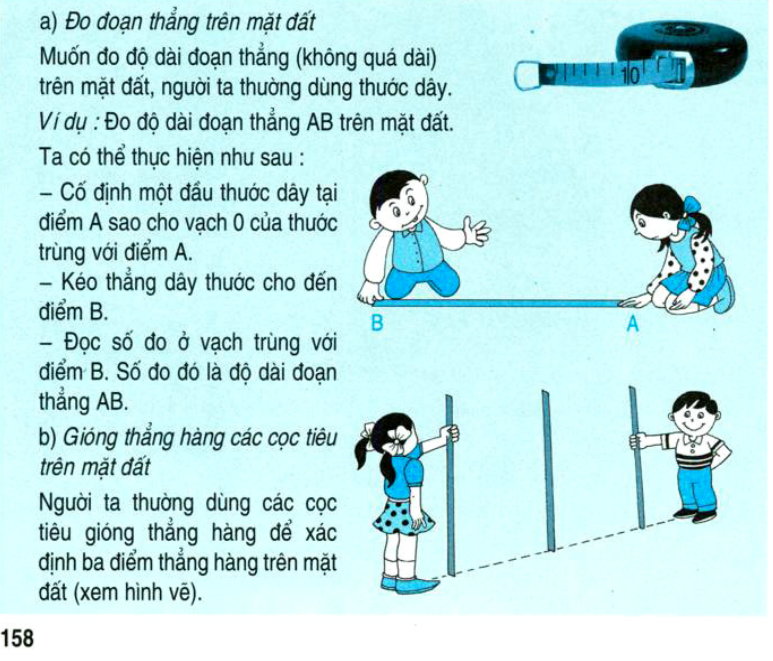 a) Đo đoạn thẳng trên mặt đất
Muốn đo độ dài đoạn thẳng (không quá dài)
trên mặt đất, người ta thường dùng thước dây.
Ví dụ : Đo độ dài đoạn thẳng AB trên mặt đất.
Ta có thể thực hiện như sau :
– Cố định một đầu thước dây tại
điểm A sao cho vạch 0 của thước
trùng với điểm A.
– Kéo thẳng dây thước cho đến
điểm B.
– Đọc số đo ở vạch trùng với
điểm B. Số đo đó là độ dài đoạn
thẳng AB.
b) Gióng thẳng hàng các cọc tiêu
trên mặt đất
Người ta thường dùng các cọc
tiêu gióng thẳng hàng để xác
định ba điểm thẳng hàng trên mặt
đất (xem hình vẽ).
10
B
A
158